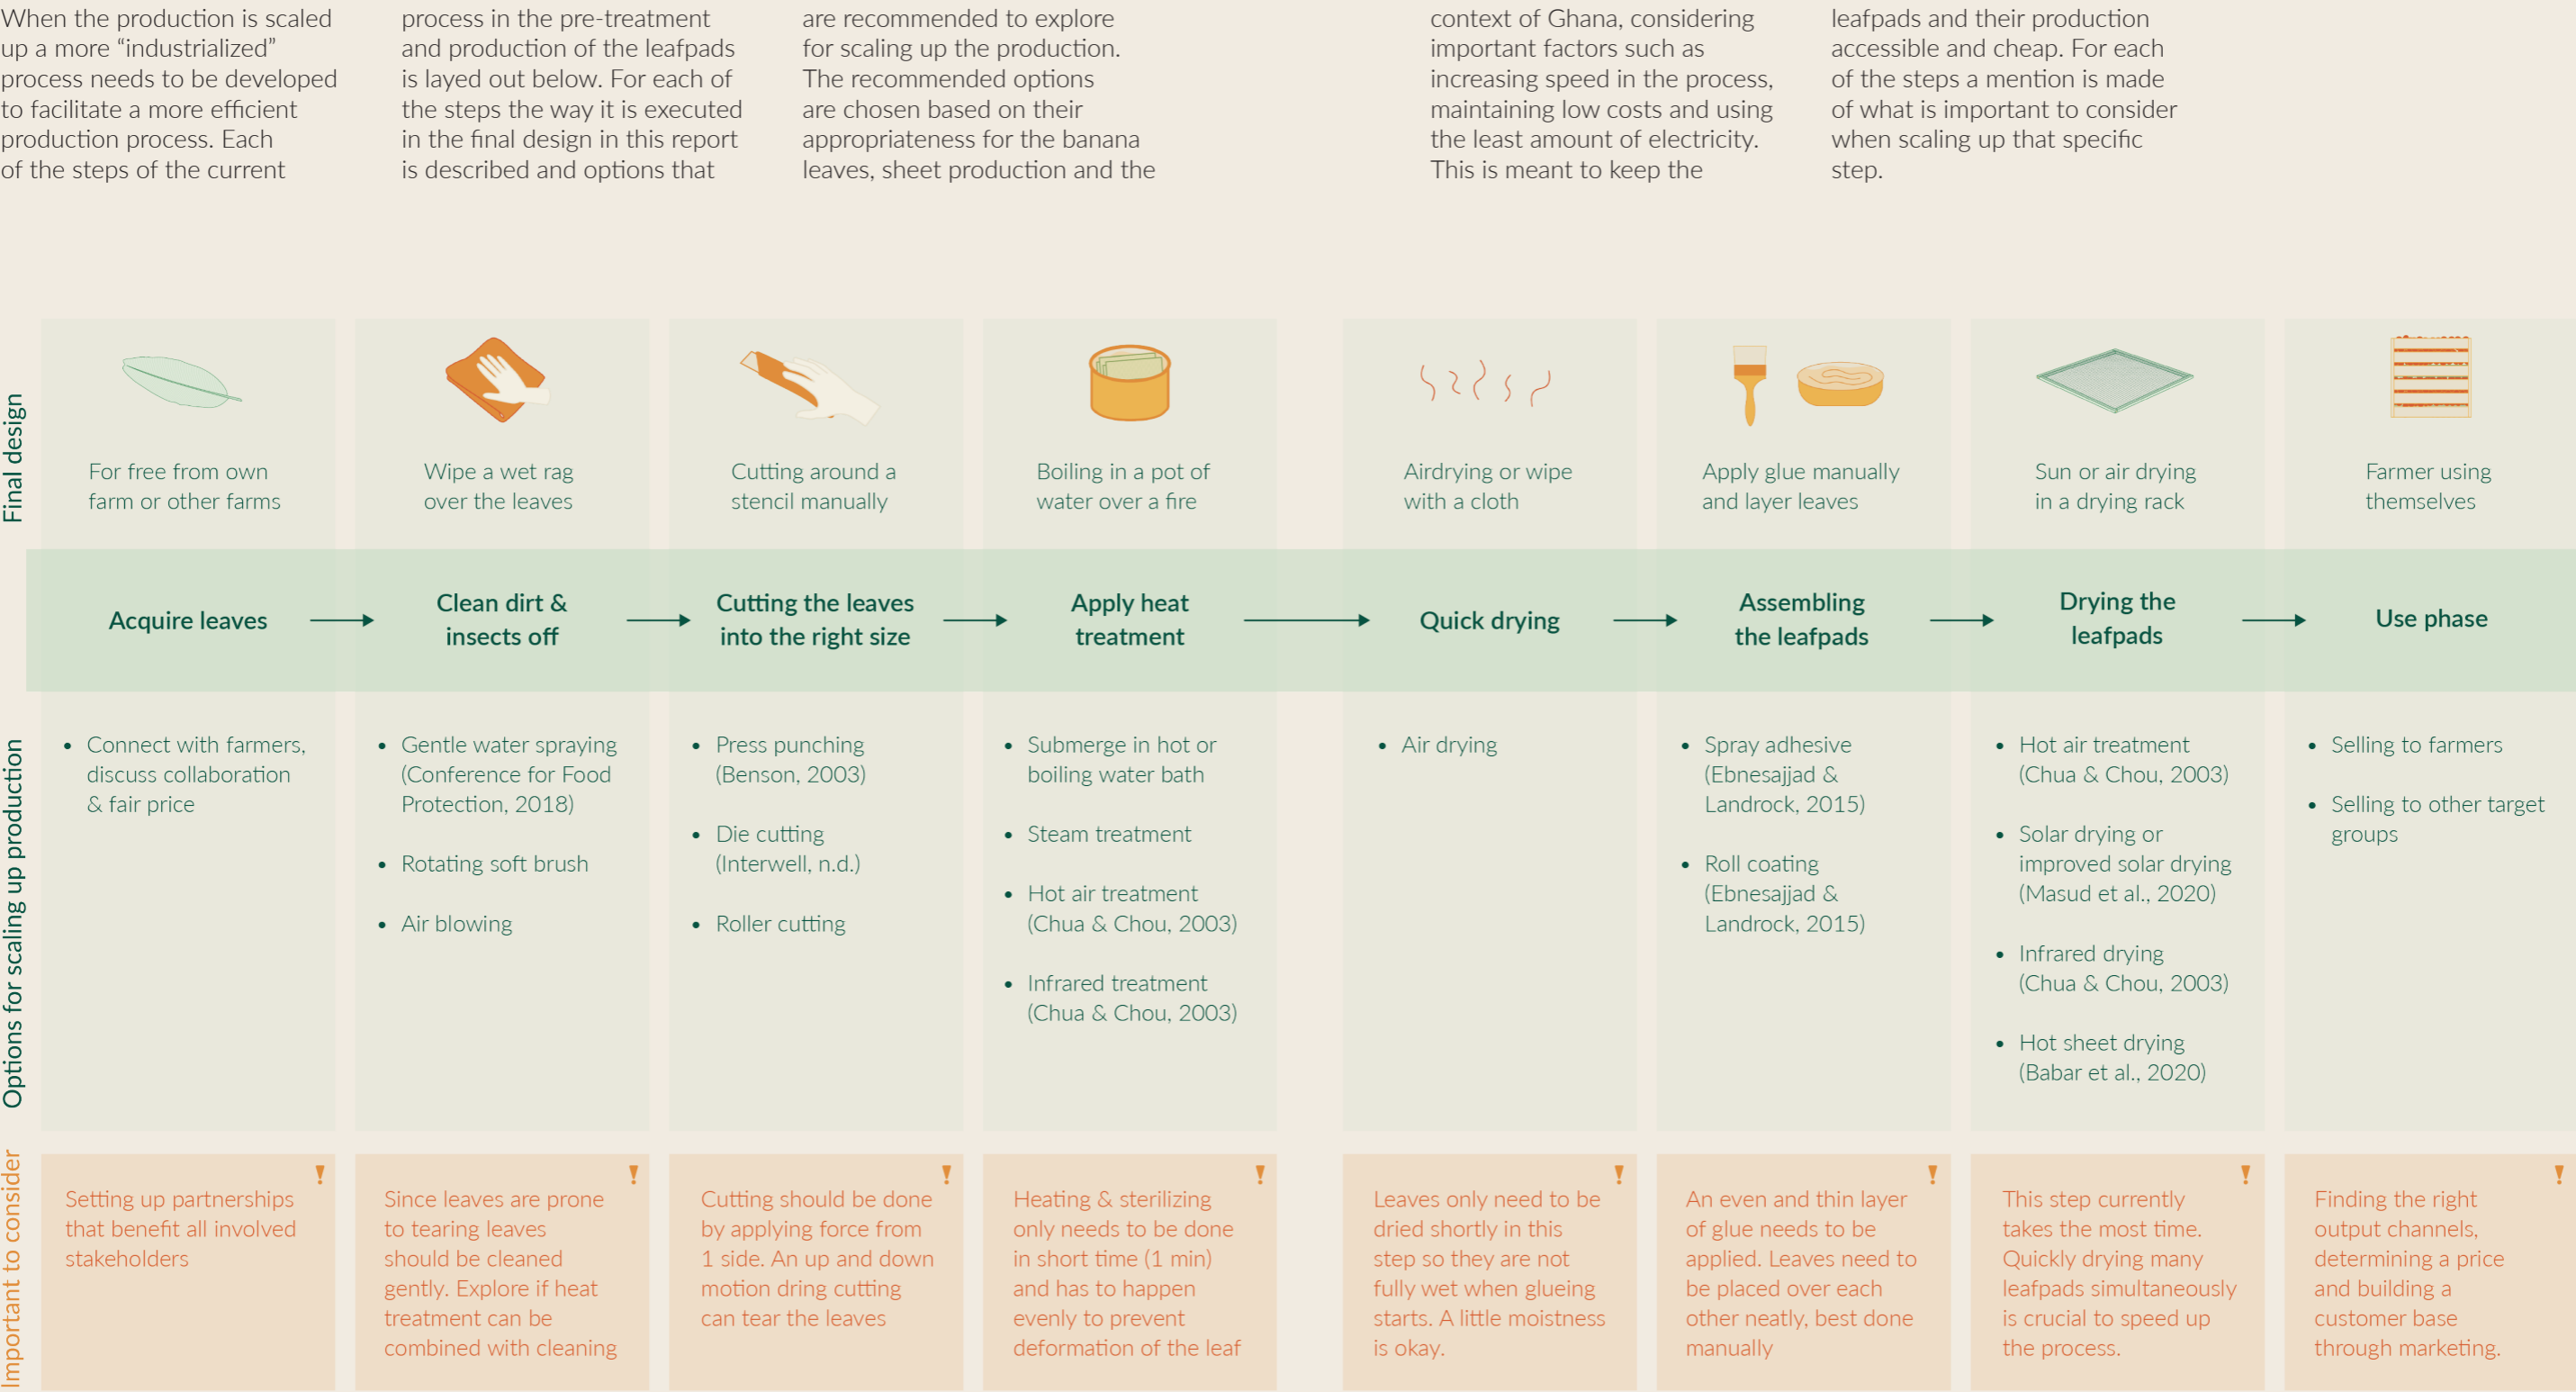 When the production is scaled
up a more “industrialized”
process needs to be developed
to facilitate a more efficient
production process. Each
of the steps of the current
process in the pre-treatment
and production of the leafpads
is layed out below. For each of
the steps the way it is executed
in the final design in this report
is described and options that
are recommended to explore
for scaling up the production.
The recommended options
are chosen based on their
appropriateness for the banana
leaves, sheet production and the
context of Ghana, considering
important factors such as
increasing speed in the process,
maintaining low costs and using
the least amount of electricity.
This is meant to keep the
leafpads and their production
accessible and cheap. For each
of the steps a mention is made
of what is important to consider
when scaling up that specific
step.
Final design
For free from own
farm or other farms
Wipe a wet rag
over the leaves
Cutting around a
stencil manually
Boiling in a pot of
water over a fire
Airdrying or wipe
with a cloth
Apply glue manually
and layer leaves
Sun or air drying
in a drying rack
Farmer using
themselves
Acquire leaves
Clean dirt &
insects off
Cutting the leaves
into the right size
Apply heat
treatment
Quick drying
Assembling
the leafpads
Drying the
leafpads
Use phase
Options for scaling up production
• Connect with farmers,
discuss collaboration
& fair price
• Gentle water spraying
(Conference for Food
Protection, 2018)
• Rotating soft brush
• Air blowing
• Press punching
(Benson, 2003)
• Die cutting
(Interwell, n.d.)
• Roller cutting
• Submerge in hot or
boiling water bath
• Steam treatment
• Hot air treatment
(Chua & Chou, 2003)
• Infrared treatment
(Chua & Chou, 2003)
• Air drying
• Spray adhesive
(Ebnesajjad &
Landrock, 2015)
• Roll coating
(Ebnesajjad &
Landrock, 2015)
• Hot air treatment
(Chua & Chou, 2003)
• Solar drying or
improved solar drying
(Masud et al., 2020)
• Infrared drying
(Chua & Chou, 2003)
• Hot sheet drying
(Babar et al., 2020)
• Selling to farmers
• Selling to other target
groups
Important to consider
!
Setting up partnerships
that benefit all involved
stakeholders
!
Since leaves are prone
to tearing leaves
should be cleaned
gently. Explore if heat
treatment can be
combined with cleaning
!
Cutting should be done
by applying force from
1 side. An up and down
motion dring cutting
can tear the leaves
!
Heating & sterilizing
only needs to be done
in short time (1 min)
and has to happen
evenly to prevent
deformation of the leaf
!
Leaves only need to be
dried shortly in this
step so they are not
fully wet when glueing
starts. A little moistness
is okay.
!
An even and thin layer
of glue needs to be
applied. Leaves need to
be placed over each
other neatly, best done
manually
!
This step currently
takes the most time.
Quickly drying many
leafpads simultaneously
is crucial to speed up
the process.
!
Finding the right
output channels,
determining a price
and building a
customer base
through marketing.